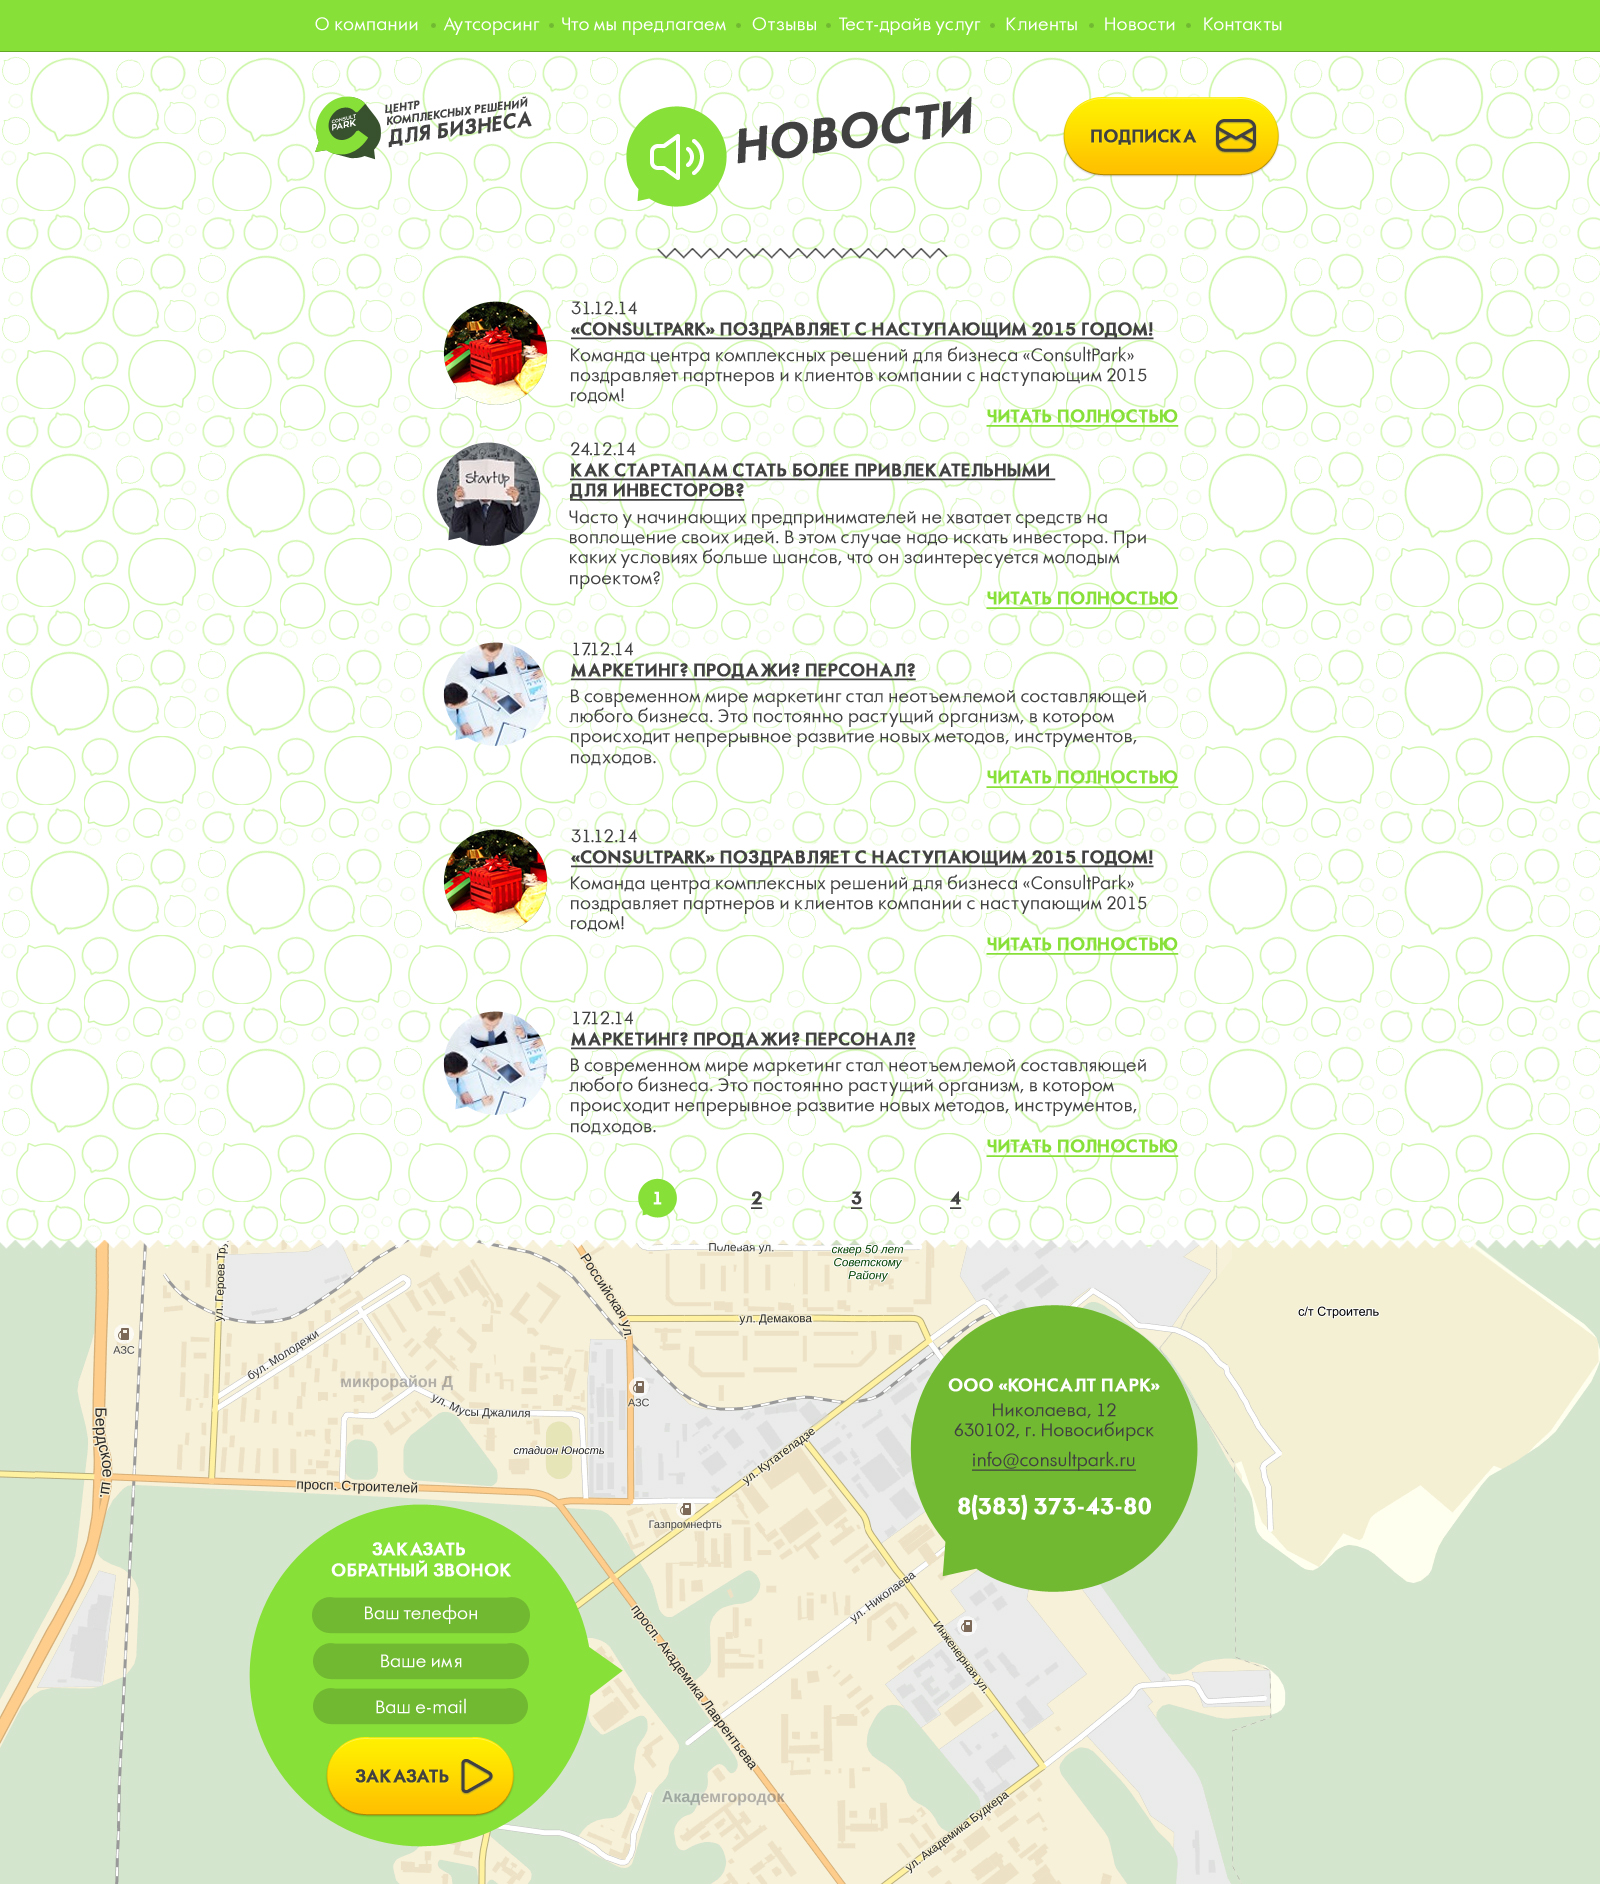 О компании • Аутсорсинг • Что мы предлагаем • Отзывы • Тест-драйв услуг • Клиенты • Новости • Контакты
CONSULT
PARK
ЦЕНТР
КОМПЛЕКСНЫХ РЕШЕНИЙ
ДЛЯ БИЗНЕСА
НОВОСТИ
ПОДПИСКА
31.12.14
«CONSULTPARK» ПОЗДРАВЛЯЕТ С НАСТУПАЮЩИМ 2015 ГОДОМ!
Команда центра комплексных решений для бизнеса «ConsultPark»
поздравляет партнеров и клиентов компании с наступающим 2015
годом!
ЧИТАТЬ ПОЛНОСТЬЮ
StartUp
24.12.14
КАК СТАРТАПАМ СТАТЬ БОЛЕЕ ПРИВЛЕКАТЕЛЬНЫМИ
ДЛЯ ИНВЕСТОРОВ?
Часто у начинающих предпринимателей не хватает средств на
воплощение своих идей. В этом случае надо искать инвестора. При
каких условиях больше шансов, что он заинтересуется молодым
проектом?
ЧИТАТЬ ПОЛНОСТЬЮ
17.12.14
МАРКЕТИНГ? ПРОДАЖИ? ПЕРСОНАЛ?
В современном мире маркетинг стал неотъемлемой составляющей
любого бизнеса. Это постоянно растущий организм, в котором
происходит непрерывное развитие новых методов, инструментов,
подходов.
ЧИТАТЬ ПОЛНОСТЬЮ
31.12.14
«CONSULTPARK» ПОЗДРАВЛЯЕТ С НАСТУПАЮЩИМ 2015 ГОДОМ!
Команда центра комплексных решений для бизнеса «ConsultPark»
поздравляет партнеров и клиентов компании с наступающим 2015
годом!
ЧИТАТЬ ПОЛНОСТЬЮ
17.12.14
МАРКЕТИНГ? ПРОДАЖИ? ПЕРСОНАЛ?
В современном мире маркетинг стал неотъемлемой составляющей
любого бизнеса. Это постоянно растущий организм, в котором
происходит непрерывное развитие новых методов, инструментов,
подходов.
ЧИТАТЬ ПОЛНОСТЬЮ
1 2 3 4
Полевая ул.
сквер 50 лет
Советскому
Району
ул. Героев Тру
Российская ул.
ул. Демакова
с/т Строитель
АЗС
бул. Молодежи
микрорайон Д
ул. Мусы Джалиля
АЗС
Бердское ш.
стадион Юность
ул. Кутателадзе
просп. Строителей
Газпромнефть
ООО «КОНСАЛТ ПАРК»
Николаева, 12
630102, г. Новосибирск
info@consultpark.ru
8(383) 373-43-80
ул. Николаева
Инженерная ул.
просп. Академика Лаврентьева
Академгородок
ул. Академика Будкера
ЗАКАЗАТЬ
ОБРАТНЫЙ ЗВОНОК
Ваш телефон
Ваше имя
Ваш e-mail
ЗАКАЗАТЬ